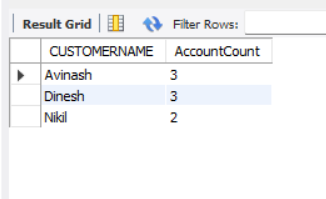 Result Grid Filter Rows:
CUSTOMERNAME AccountCount
Avinash 3
Dinesh 3
Nikil 2